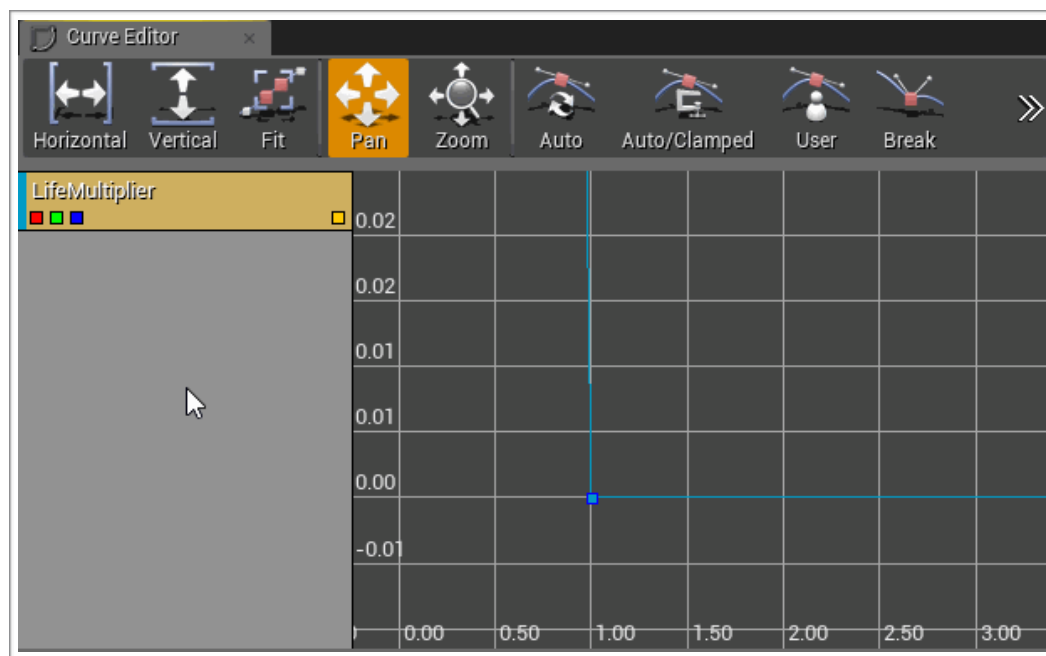 Curve Editor
Horizontal Vertical Fit Pan Zoom Auto Auto/Clamped User Break
LifeMultiplier
0.02
0.02
0.01
0.01
0.00
-0.01
0.00 0.50 1.00 1.50 2.00 2.50 3.00